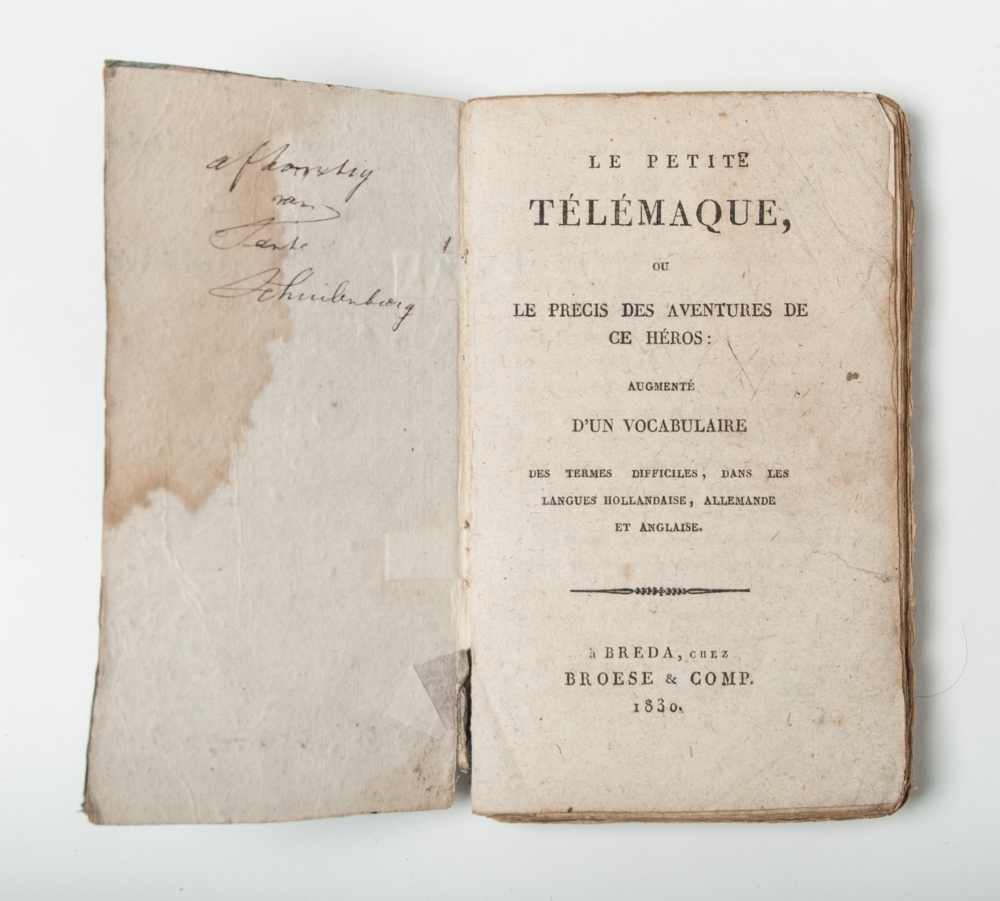 afkomstig
van
Tante
Schuilenburg
LE PETITE
TÉLÉMAQUE,
OU
LE PRECIS DES AVENTURES DE
CE HÉROS:
AUGMENTÉ
D'UN VOCABULAIRE
DES TERMES DIFFICILES, DANS LES
LANGUES HOLLANDAISE, ALLEMANDE
ET ANGLAISE.
à BREDA, CHEZ
BROESE & COMP.
1830.